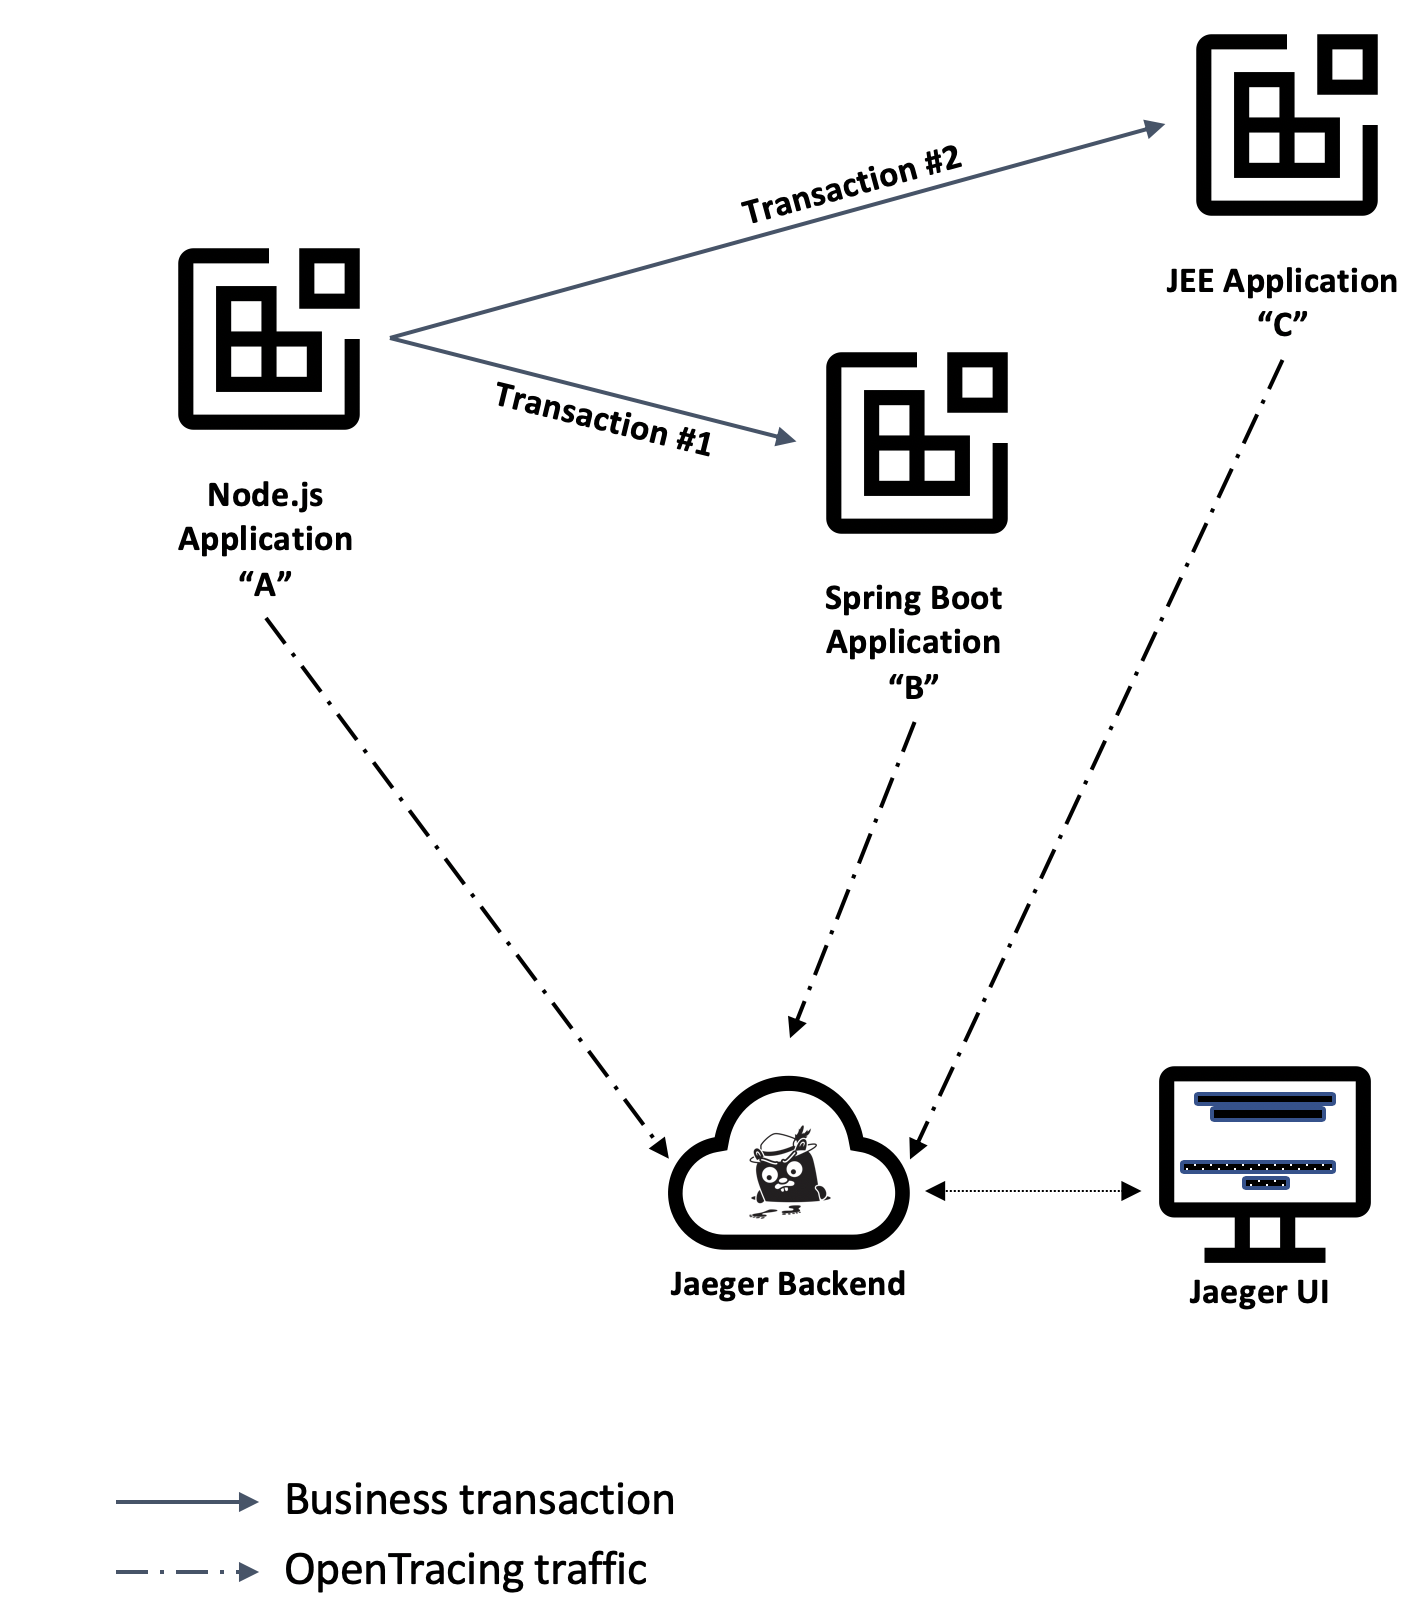 Transaction #2
JEE Application
“C”
Transaction #1
Node.js
Application
“A”
Spring Boot
Application
“B”
Jaeger Backend
Jaeger UI
Business transaction
OpenTracing traffic